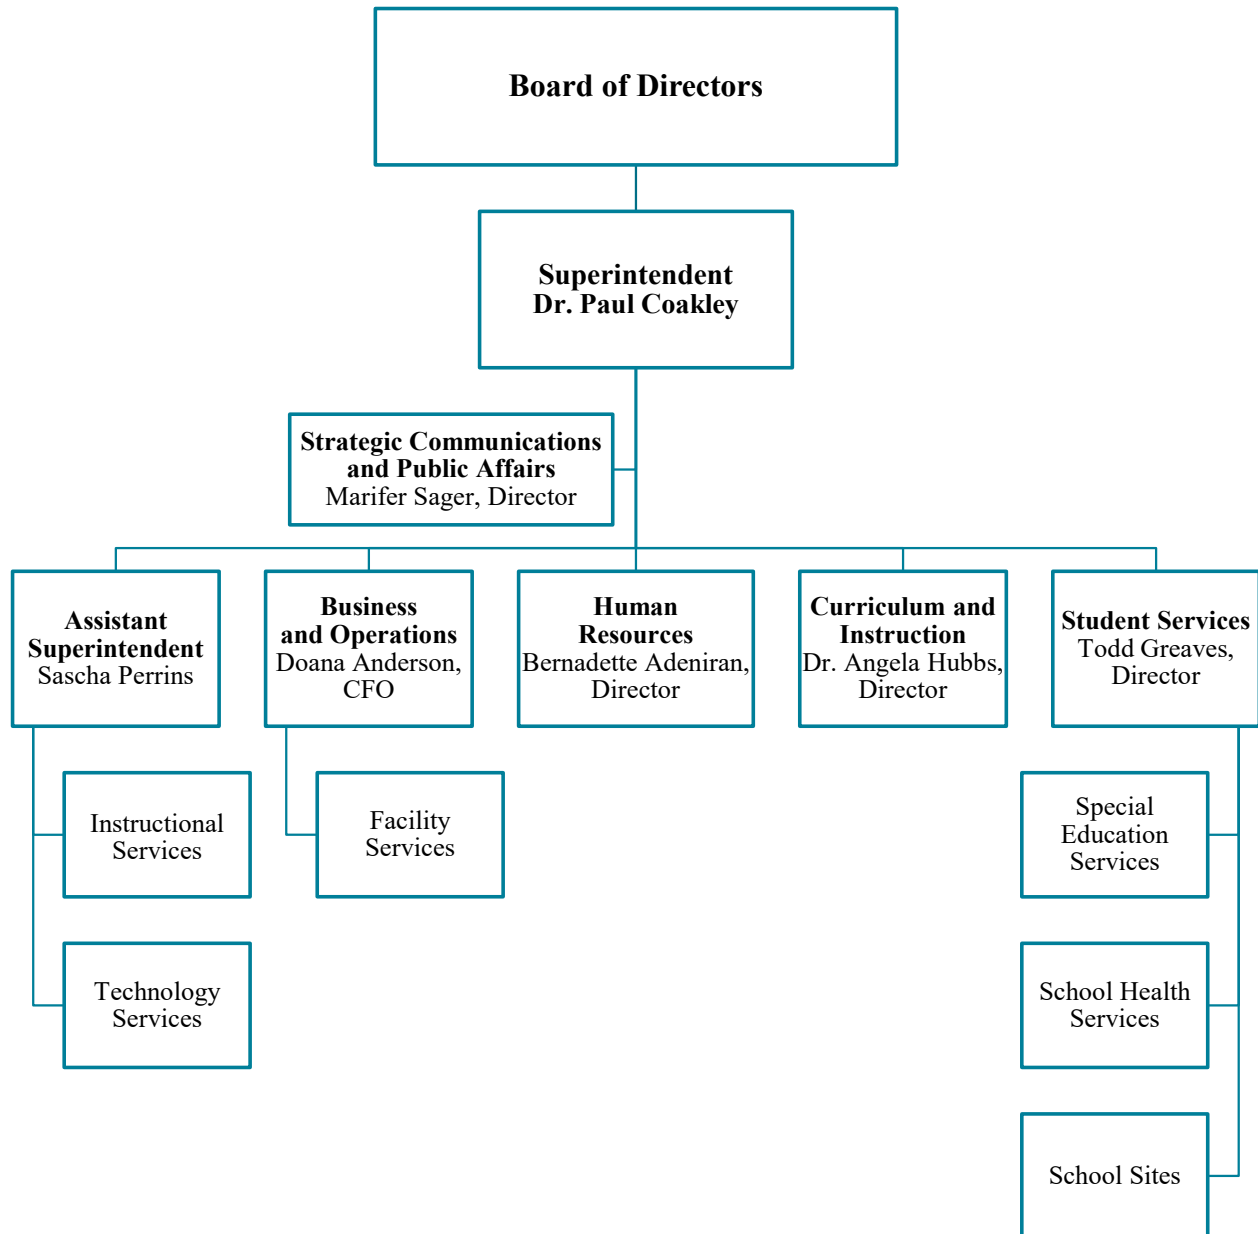 Board of Directors
Superintendent
Dr. Paul Coakley
Strategic Communications
and Public Affairs
Marifer Sager, Director
Assistant
Superintendent
Sascha Perrins
Business
and Operations
Doana Anderson,
CFO
Human
Resources
Bernadette Adeniran,
Director
Curriculum and
Instruction
Dr. Angela Hubbs,
Director
Student Services
Todd Greaves,
Director
Instructional
Services
Facility
Services
Special
Education
Services
Technology
Services
School Health
Services
School Sites